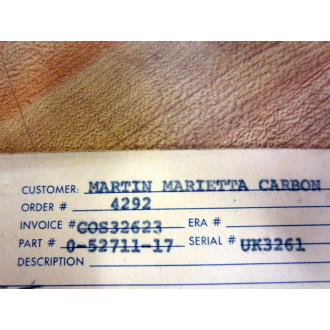 CUSTOMER: MARTIN MARIETTA CARBON
ORDER # 4292
INVOICE # COS32623 ERA #
PART # 0-52711-17 SERIAL # UK3261
DESCRIPTION